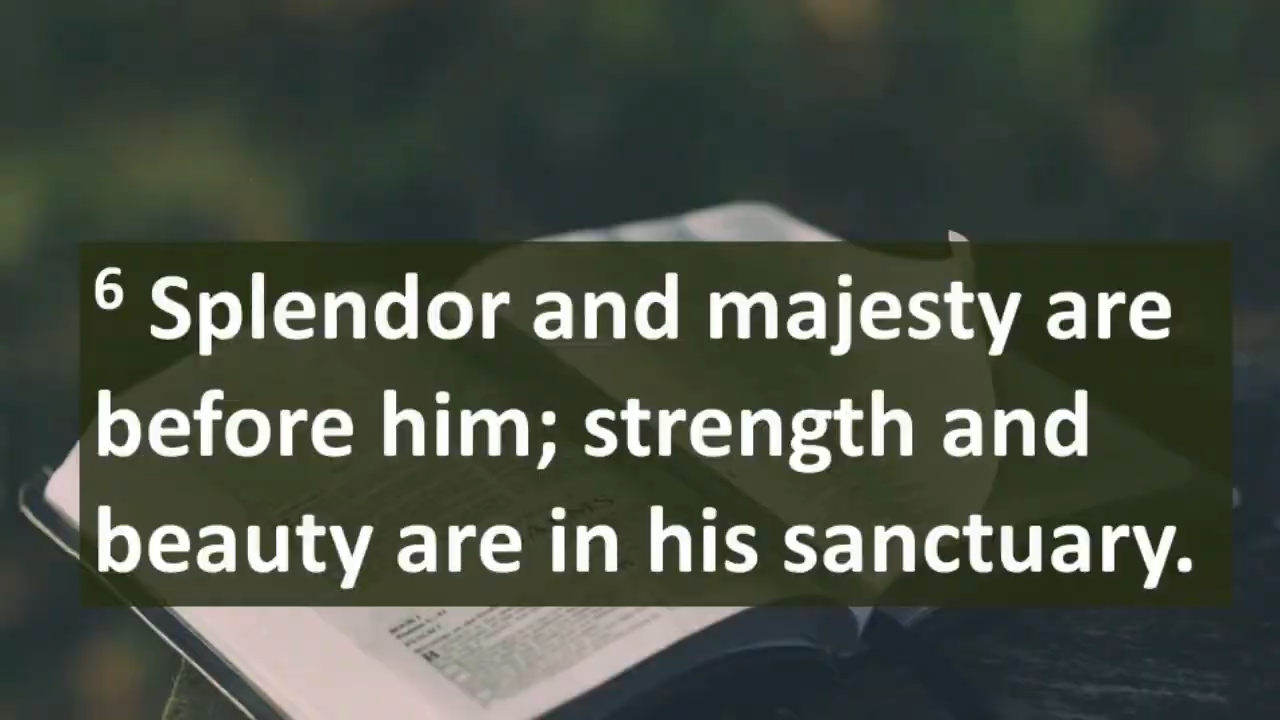 ⁶ Splendor and majesty are
before him; strength and
beauty are in his sanctuary.